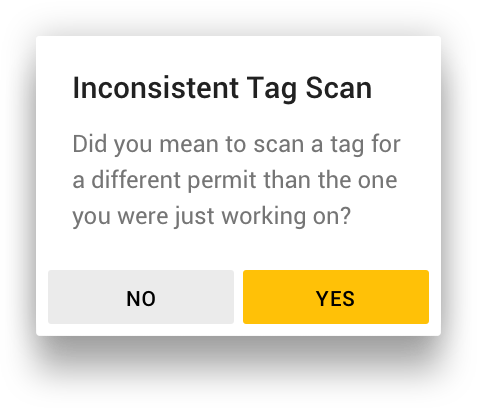 Inconsistent Tag Scan
Did you mean to scan a tag for
a different permit than the one
you were just working on?
NO
YES